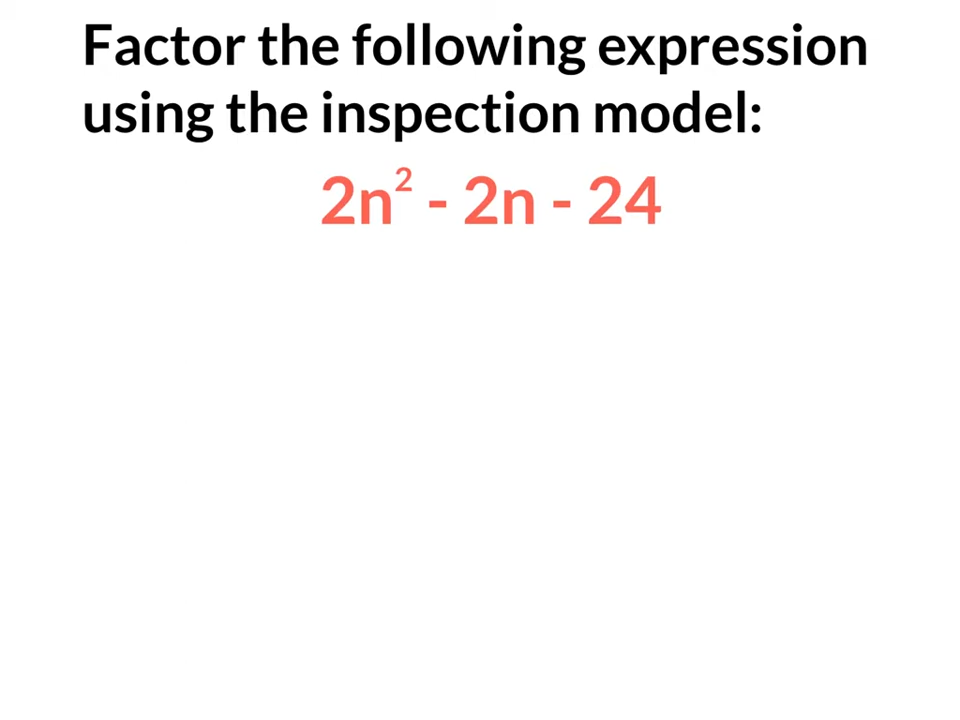 Factor the following expression
using the inspection model:
2n² - 2n - 24